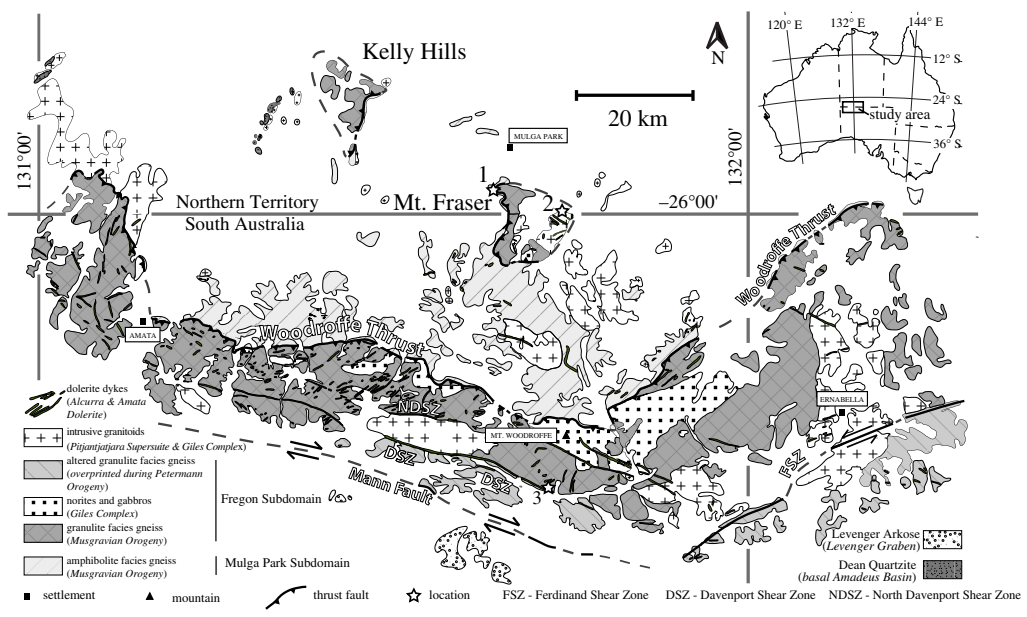 120° E
132° E
144° E
12° S
24° S
36° S
study area
Kelly Hills
N
20 km
MULGA PARK
131°00'
132°00'
1
Mt. Fraser
2
Northern Territory
South Australia
–26°00'
Woodroffe Thrust
AMATA
Woodroffe Thrust
NDSZ
ERNABELLA
MT. WOODROFFE
DSZ
DSZ
FSZ
Mann Fault
3
dolerite dykes
(Alcurra & Amata
Dolerite)
intrusive granitoids
(Pitjantjatjara Supersuite & Giles Complex)
altered granulite facies gneiss
(overprinted during Petermann
Orogeny)
norites and gabbros
(Giles Complex)
granulite facies gneiss
(Musgravian Orogeny)
Fregon Subdomain
amphibolite facies gneiss
(Musgravian Orogeny)
Mulga Park Subdomain
Levenger Arkose
(Levenger Graben)
Dean Quartzite
(basal Amadeus Basin)
settlement
mountain
thrust fault
location
FSZ - Ferdinand Shear Zone
DSZ - Davenport Shear Zone
NDSZ - North Davenport Shear Zone